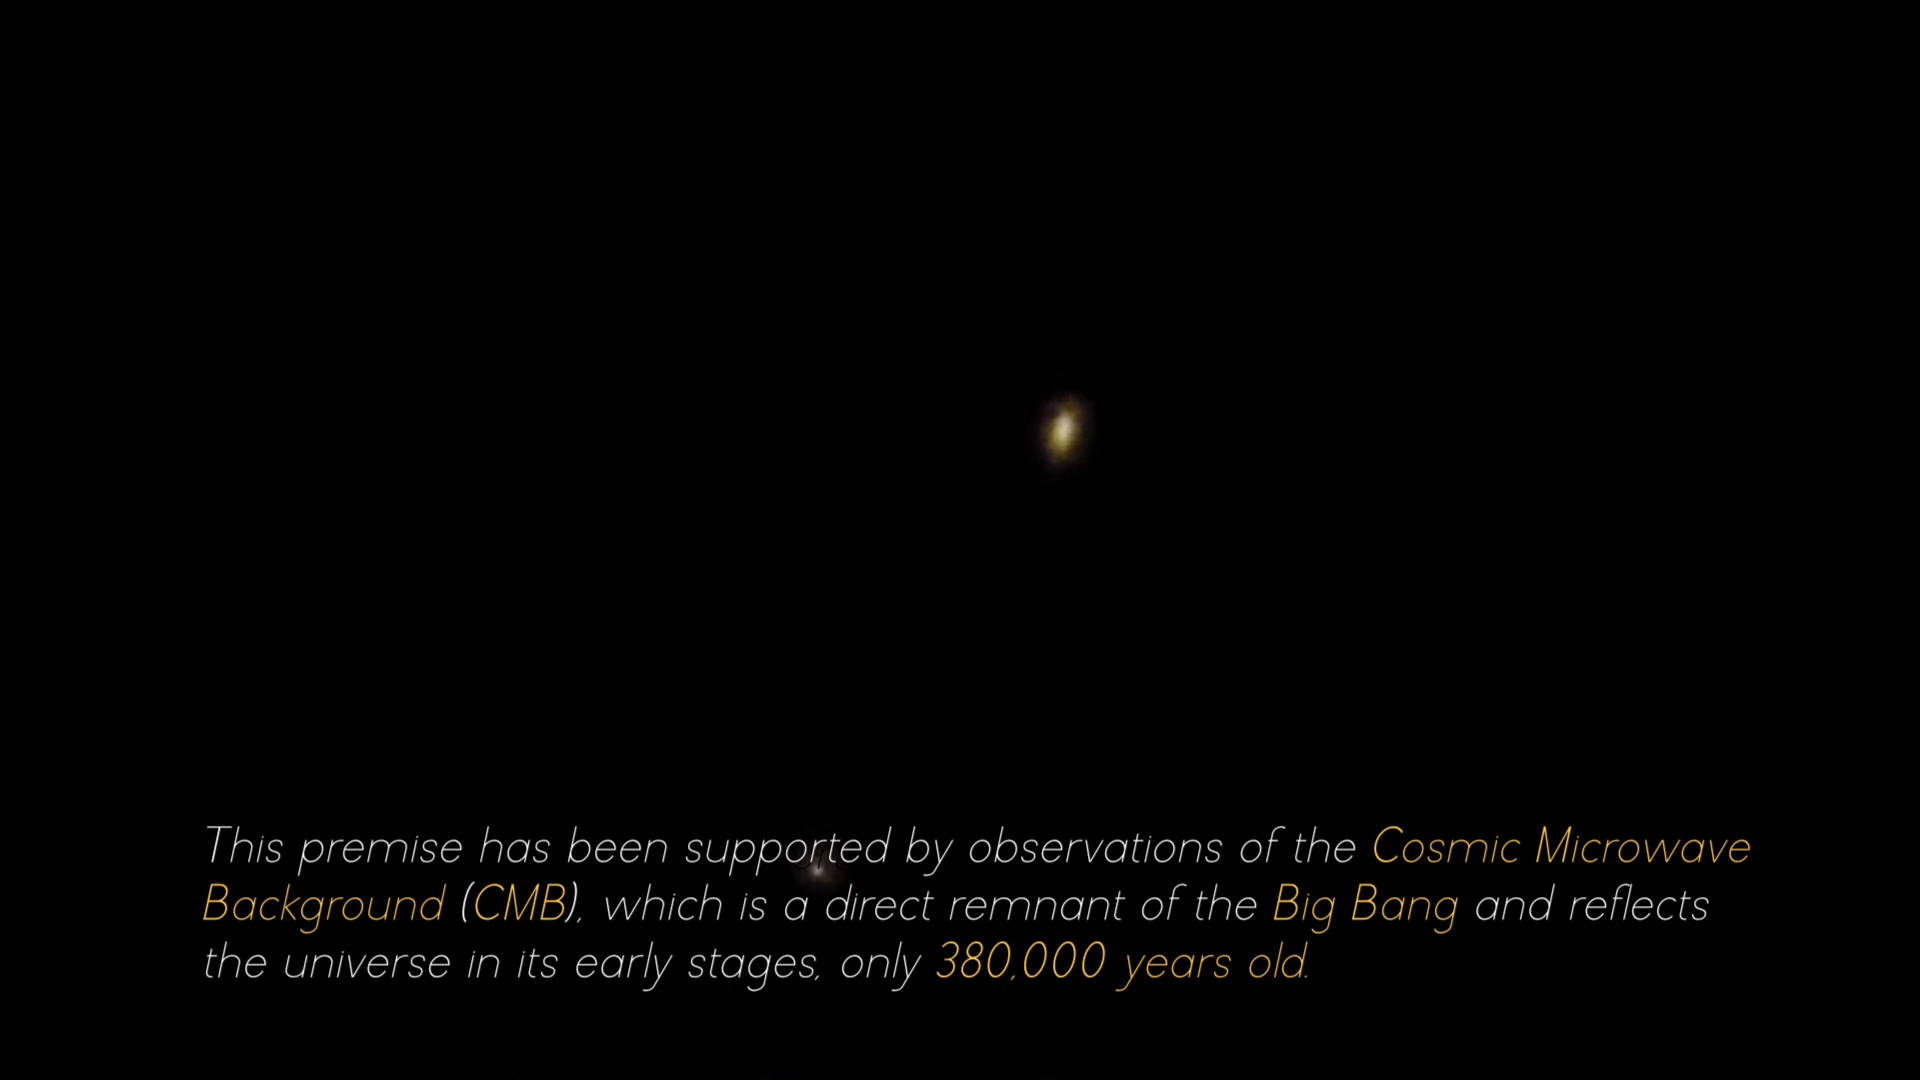 This premise has been supported by observations of the Cosmic Microwave
Background (CMB), which is a direct remnant of the Big Bang and reflects
the universe in its early stages, only 380,000 years old.